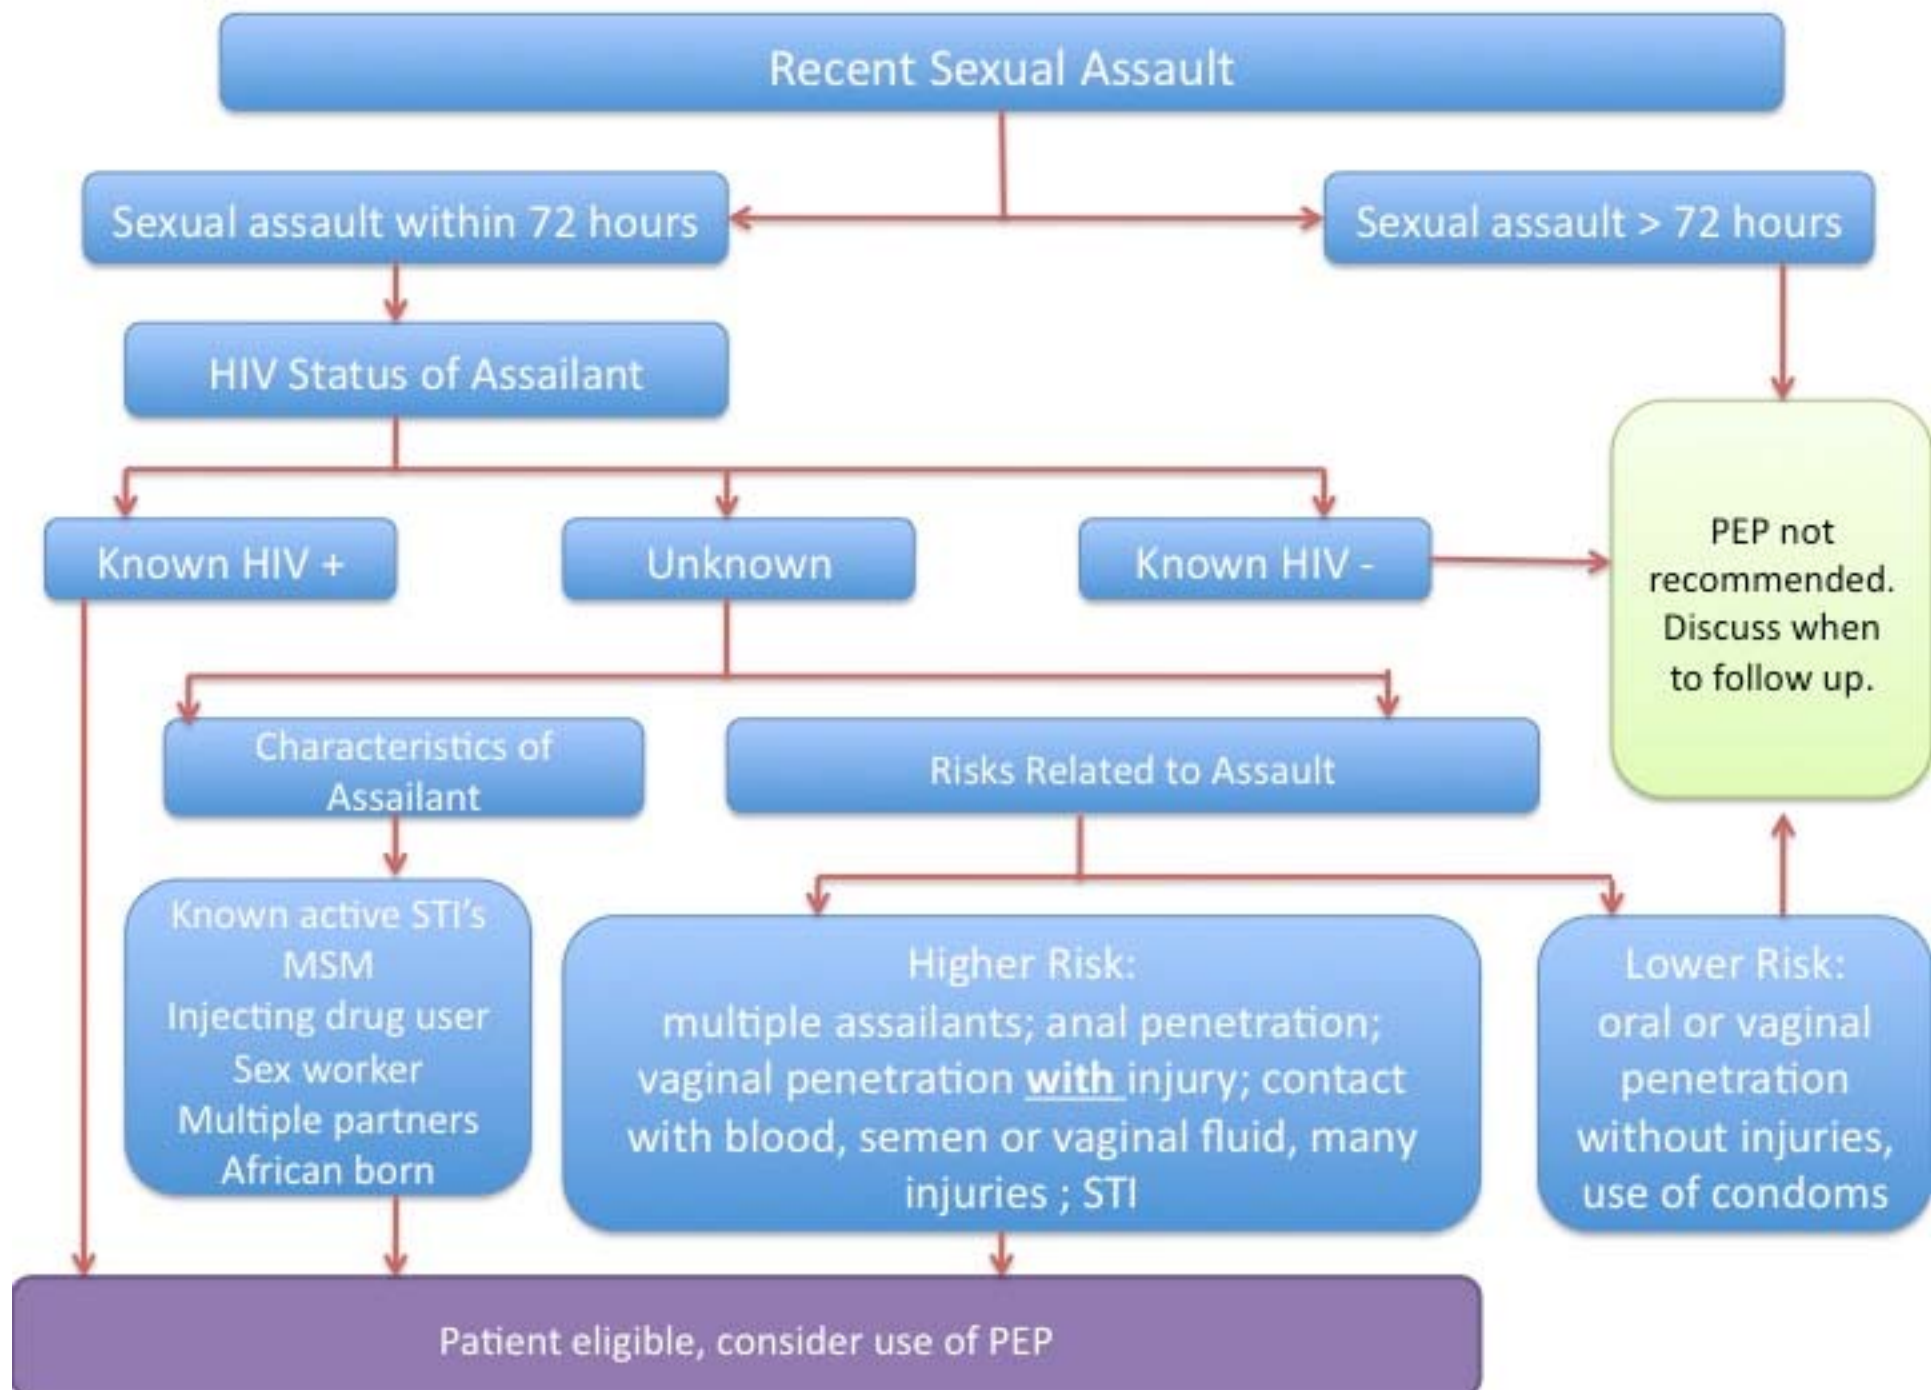 Recent Sexual Assault
Sexual assault within 72 hours
Sexual assault > 72 hours
HIV Status of Assailant
Known HIV +
Unknown
Known HIV -
PEP not
recommended.
Discuss when
to follow up.
Characteristics of
Assailant
Risks Related to Assault
Known active STI's
MSM
Injecting drug user
Sex worker
Multiple partners
African born
Higher Risk:
multiple assailants; anal penetration;
vaginal penetration with injury; contact
with blood, semen or vaginal fluid, many
injuries ; STI
Lower Risk:
oral or vaginal
penetration
without injuries,
use of condoms
Patient eligible, consider use of PEP